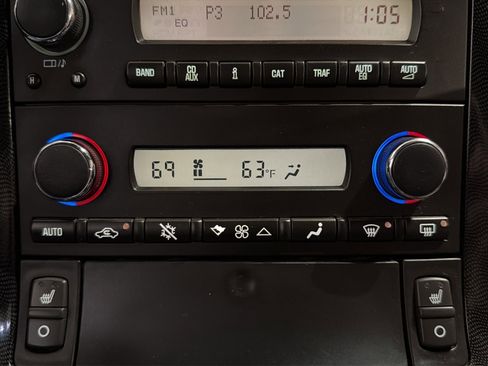 FM1 P3 102.5 1:05
EQ
H M
BAND CD AUX i CAT TRAF AUTO EQ AUTO
69 63°F
AUTO